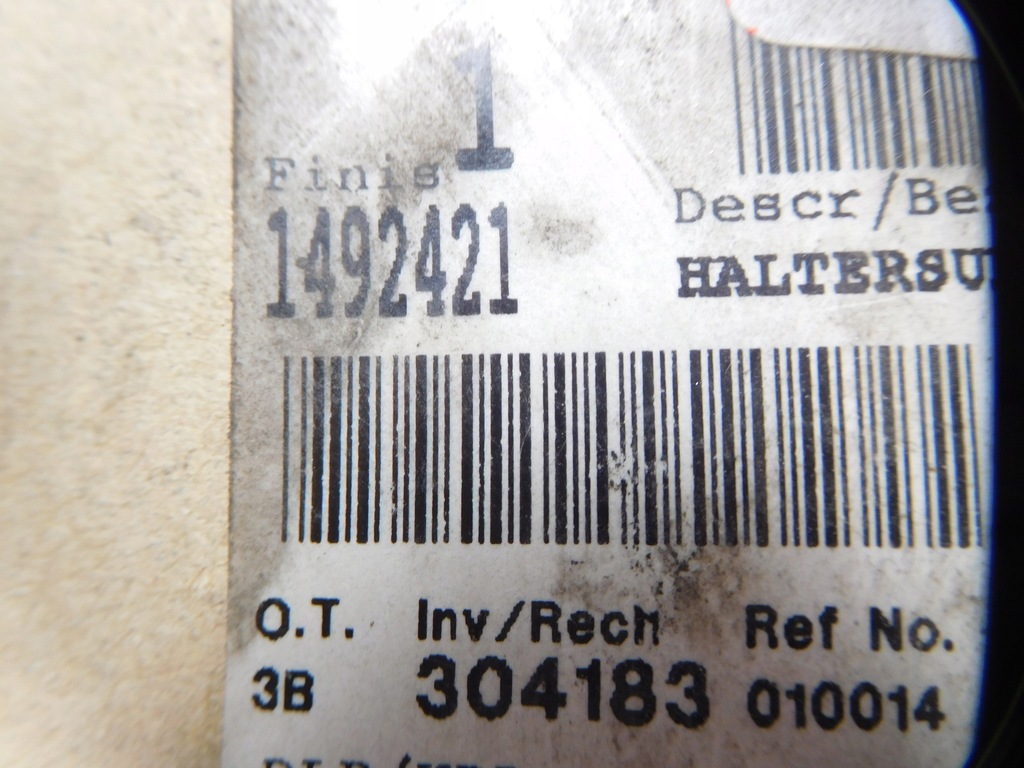 1
Finis
1492421
Descr/Be
HALTERSU
O.T. Inv/Rech Ref No.
3B 304183 010014